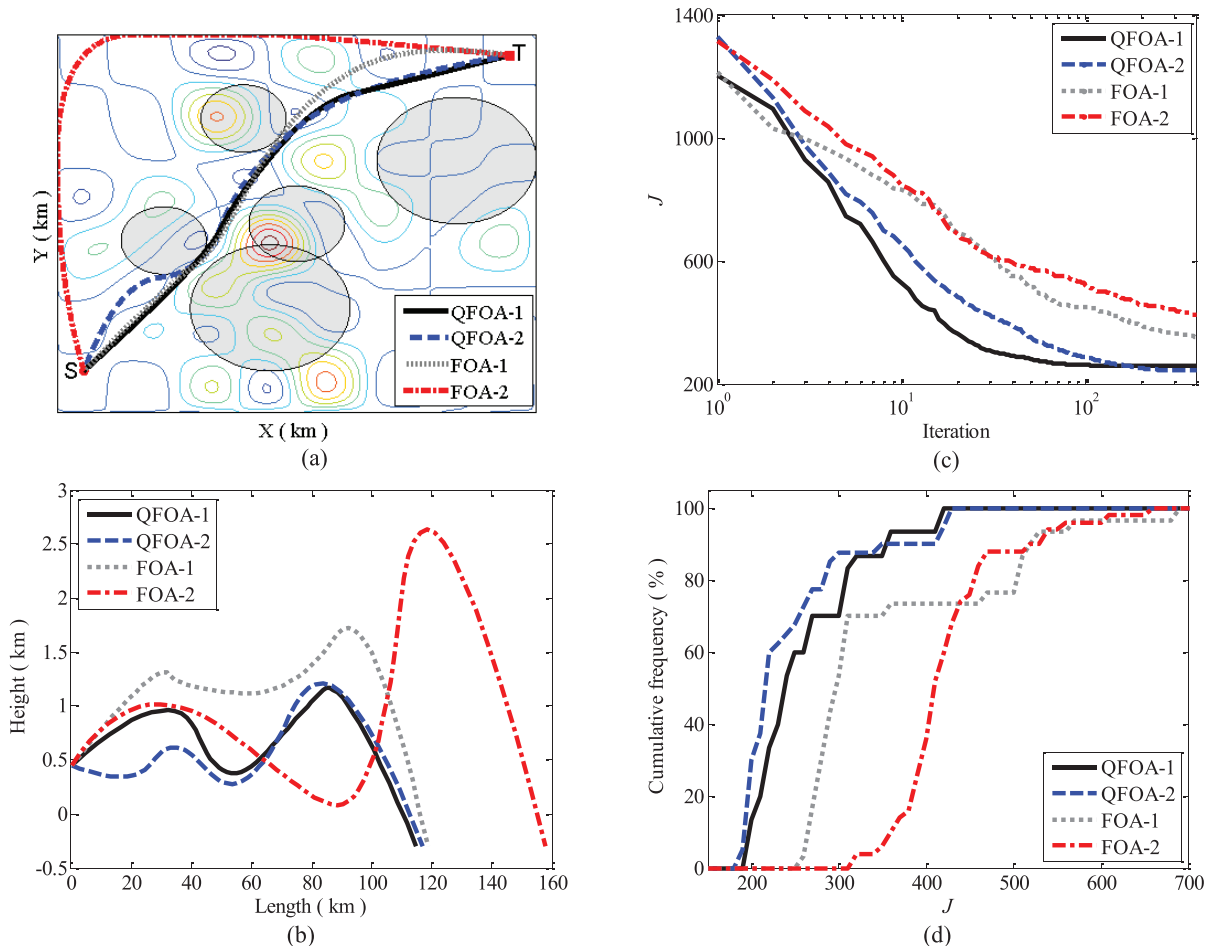 T
S
Y ( km )
X ( km )
QFOA-1
QFOA-2
FOA-1
FOA-2
(a)
1400
1000
600
200
J
10^0
10^1
10^2
Iteration
QFOA-1
QFOA-2
FOA-1
FOA-2
(c)
3
2.5
2
1.5
1
0.5
0
-0.5
Height ( km )
0 20 40 60 80 100 120 140 160
Length ( km )
QFOA-1
QFOA-2
FOA-1
FOA-2
(b)
100
80
60
40
20
0
Cumulative frequency ( % )
200 300 400 500 600 700
J
QFOA-1
QFOA-2
FOA-1
FOA-2
(d)